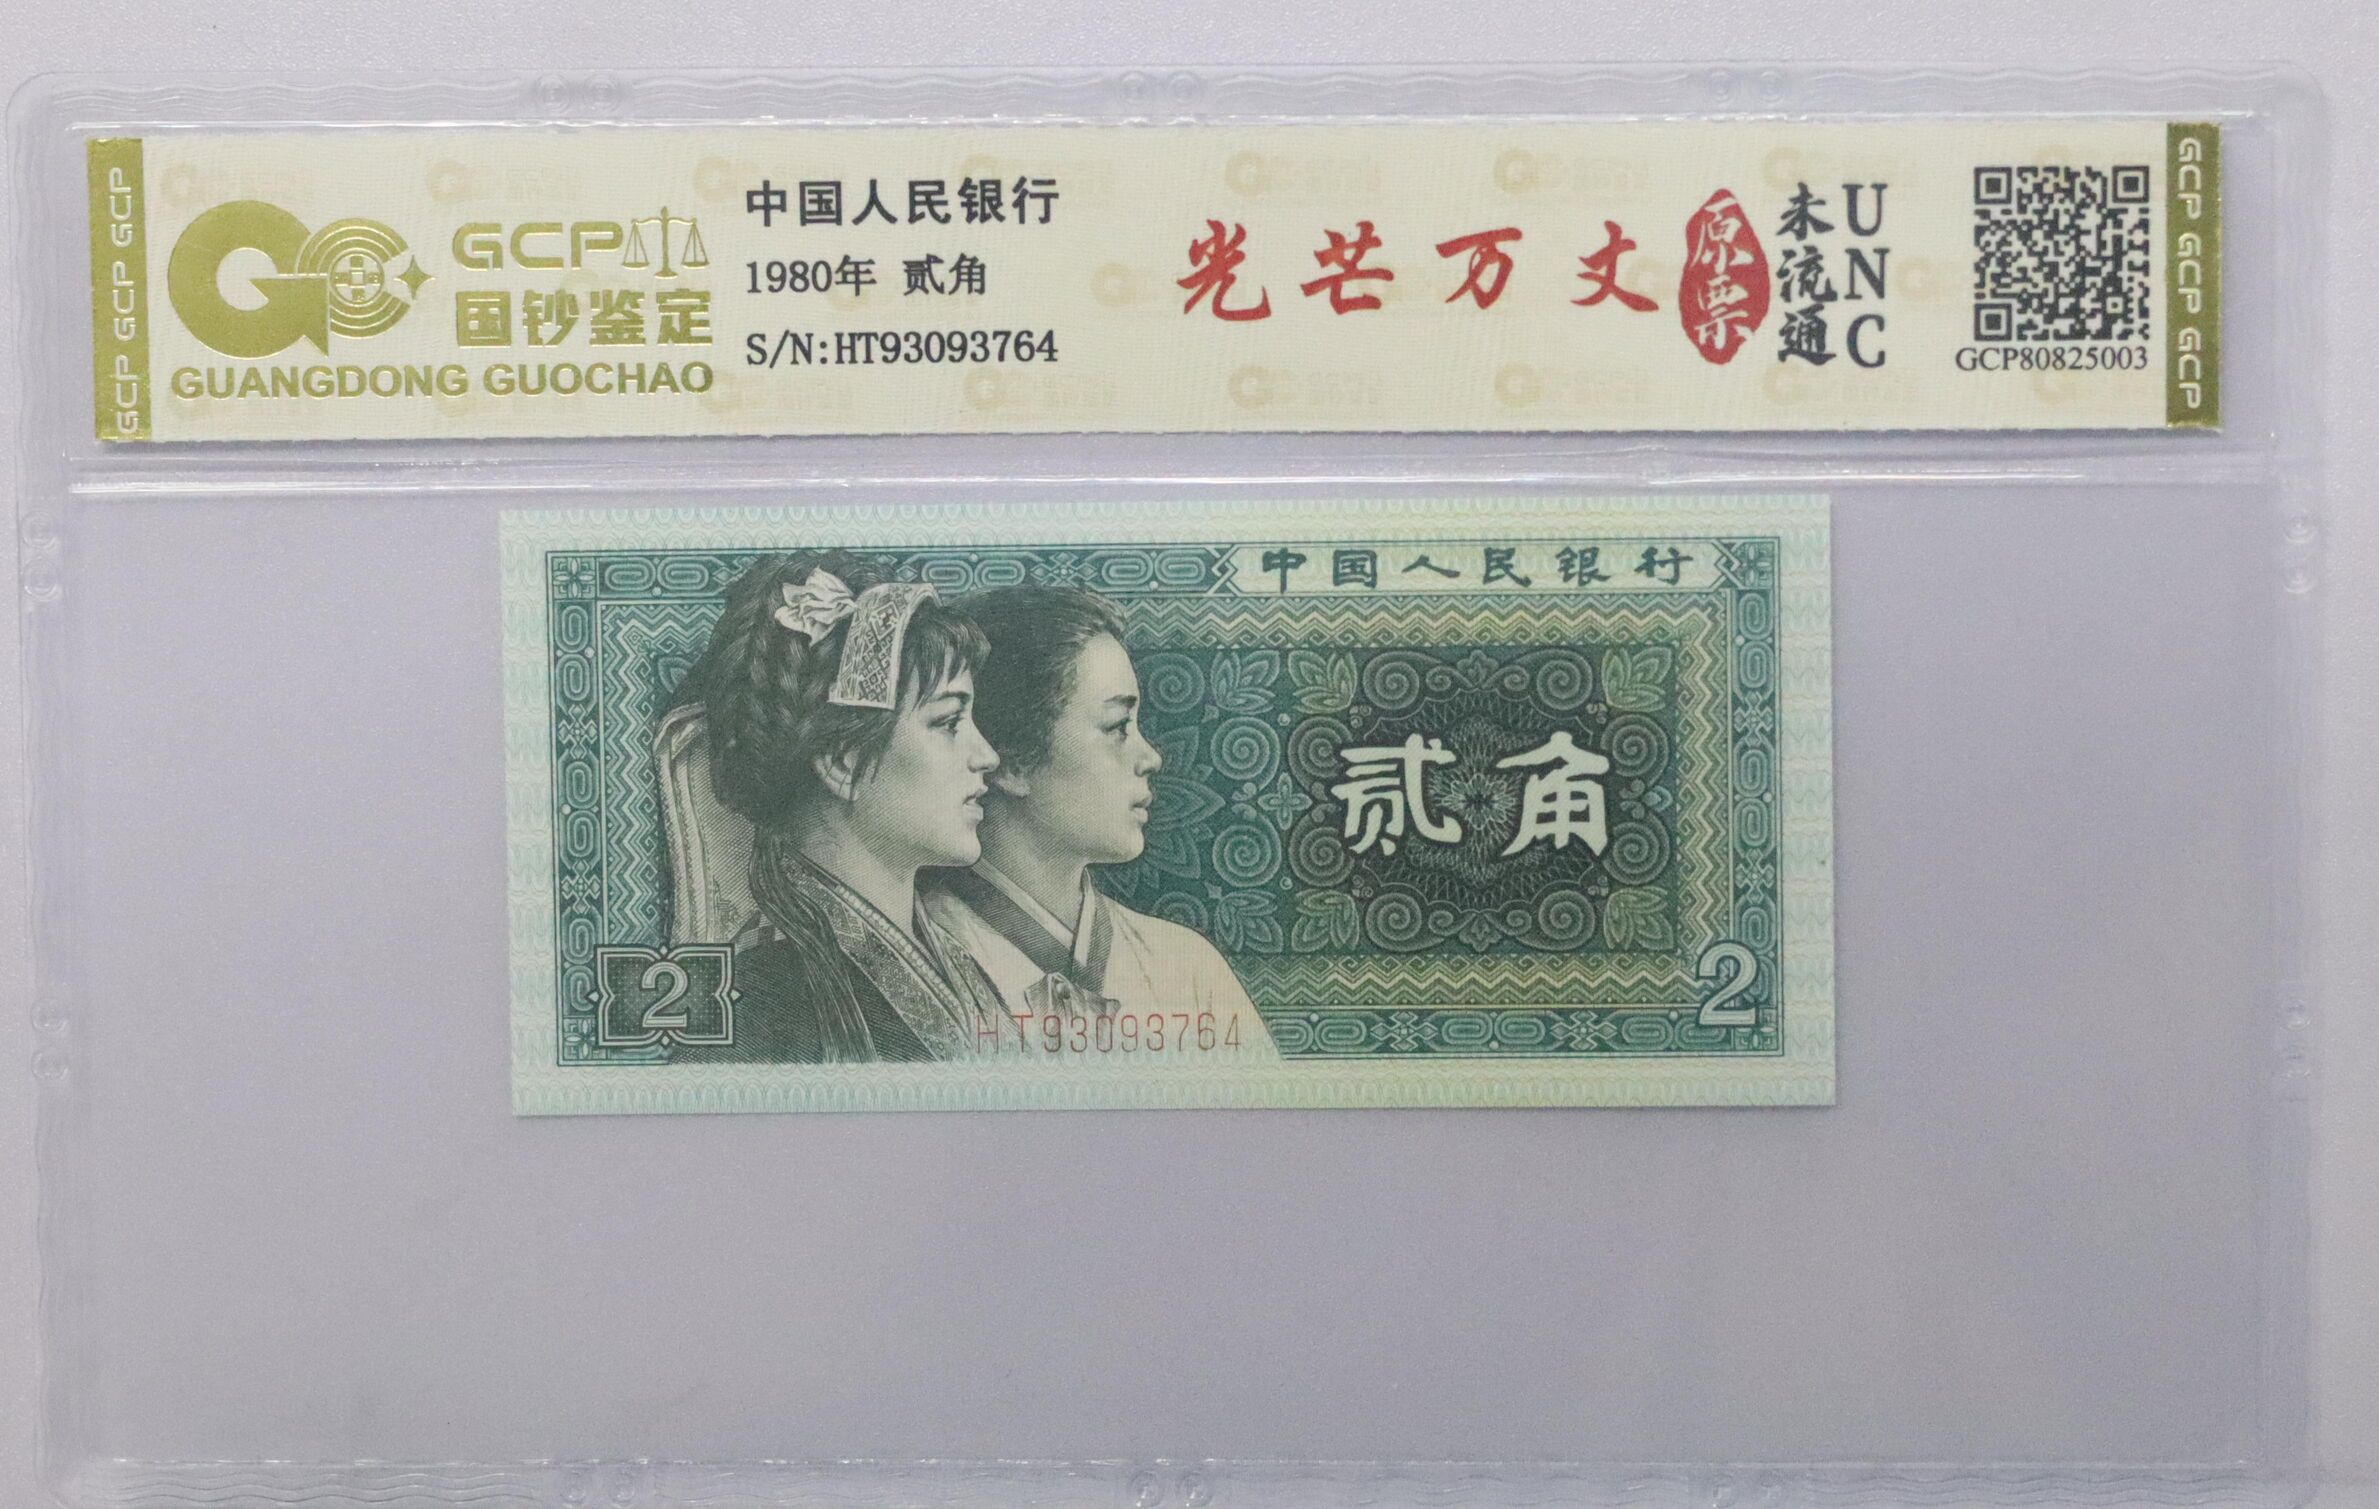 GCP GCP GCP
GCP
国钞鉴定
GUANGDONG GUOCHAO
中国人民银行
1980年 贰角
S/N:HT93093764
光芒万丈
原票
未流通
UNC
GCP80825003
GCP GCP GCP
中国人民银行
贰角
2
2
HT93093764